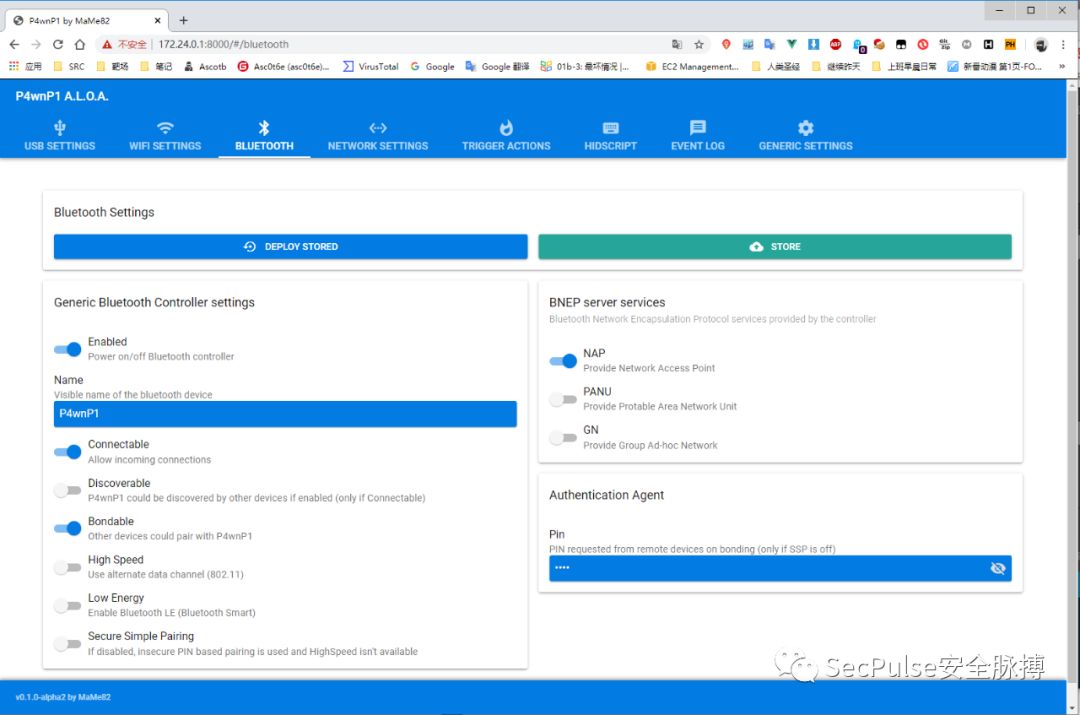 P4wnP1 by MaMe82
不安全 172.24.0.1:8000/#/bluetooth
应用 SRC 靶场 笔记 Ascotb Asc0t6e (asc0t6e)... VirusTotal Google Google 翻译 01b-3: 最坏情况 |... EC2 Management... 人类圣经 继续昨天 上班早晨日常 新番动漫 第1页-FO... »
P4wnP1 A.L.O.A.
USB SETTINGS WIFI SETTINGS BLUETOOTH NETWORK SETTINGS TRIGGER ACTIONS HIDSCRIPT EVENT LOG GENERIC SETTINGS
Bluetooth Settings
DEPLOY STORED STORE
Generic Bluetooth Controller settings
Enabled
Power on/off Bluetooth controller
Name
Visible name of the bluetooth device
P4wnP1
Connectable
Allow incoming connections
Discoverable
P4wnP1 could be discovered by other devices if enabled (only if Connectable)
Bondable
Other devices could pair with P4wnP1
High Speed
Use alternate data channel (802.11)
Low Energy
Enable Bluetooth LE (Bluetooth Smart)
Secure Simple Pairing
If disabled, insecure PIN based pairing is used and HighSpeed isn't available
BNEP server services
Bluetooth Network Encapsulation Protocol services provided by the controller
NAP
Provide Network Access Point
PANU
Provide Protable Area Network Unit
GN
Provide Group Ad-hoc Network
Authentication Agent
Pin
PIN requested from remote devices on bonding (only if SSP is off)
••••
SecPulse安全脉搏
v0.1.0-alpha2 by MaMe82